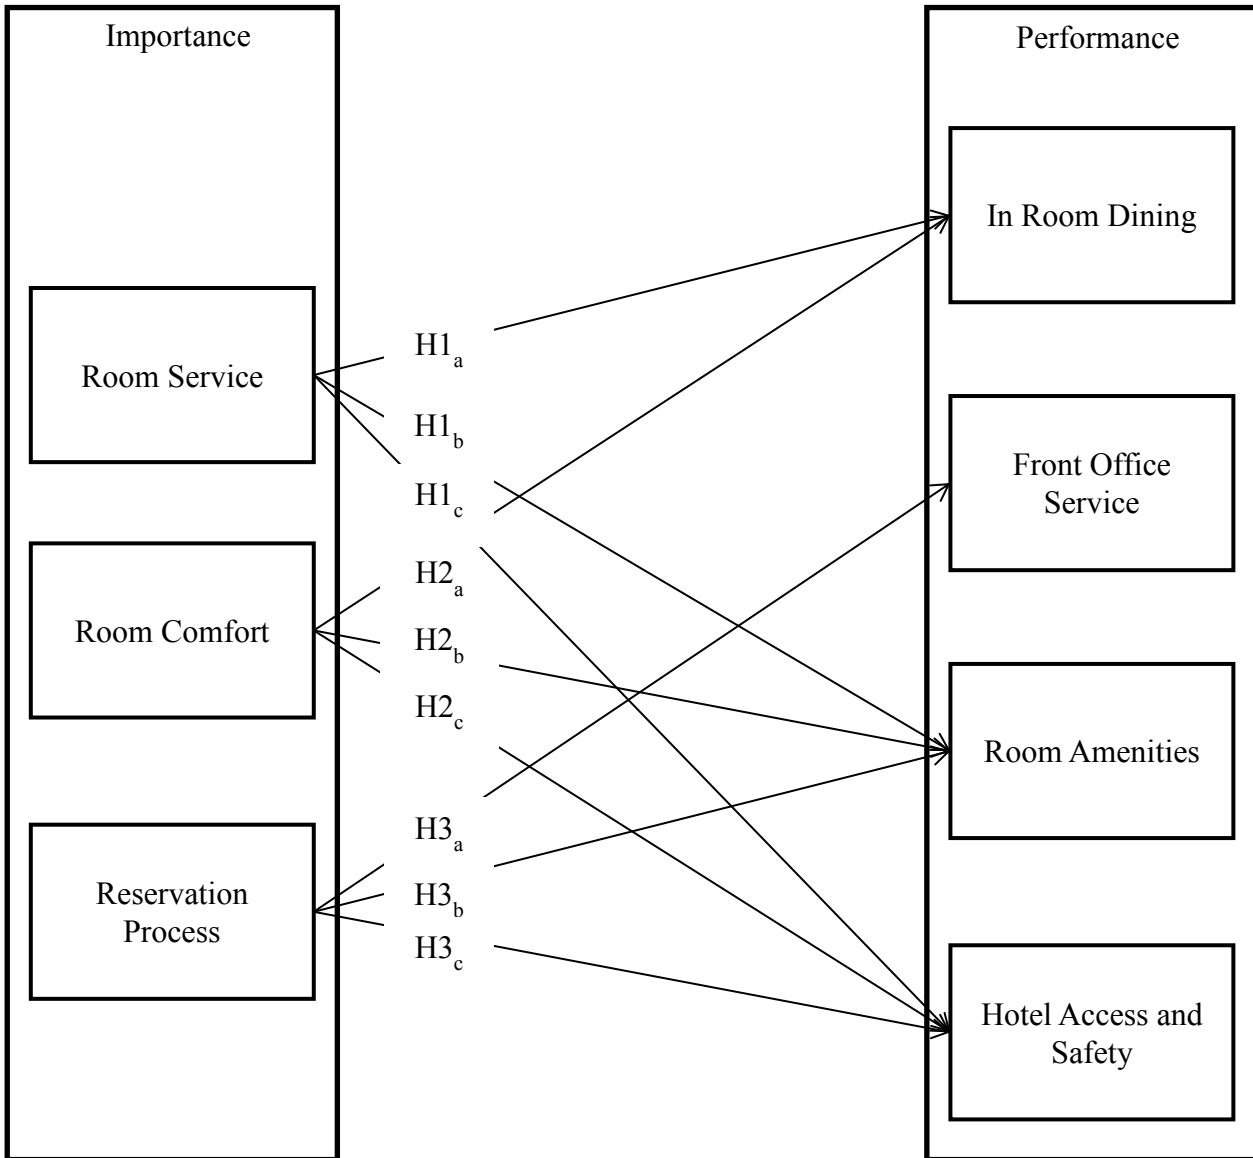 Importance
Room Service
Room Comfort
Reservation
Process
H1a
H1b
H1c
H2a
H2b
H2c
H3a
H3b
H3c
Performance
In Room Dining
Front Office
Service
Room Amenities
Hotel Access and
Safety